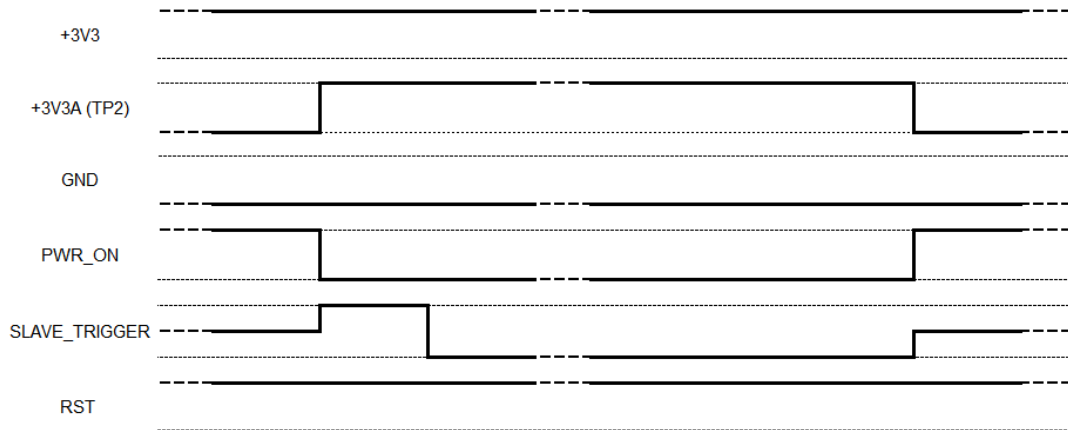 +3V3
+3V3A (TP2)
GND
PWR_ON
SLAVE_TRIGGER
RST